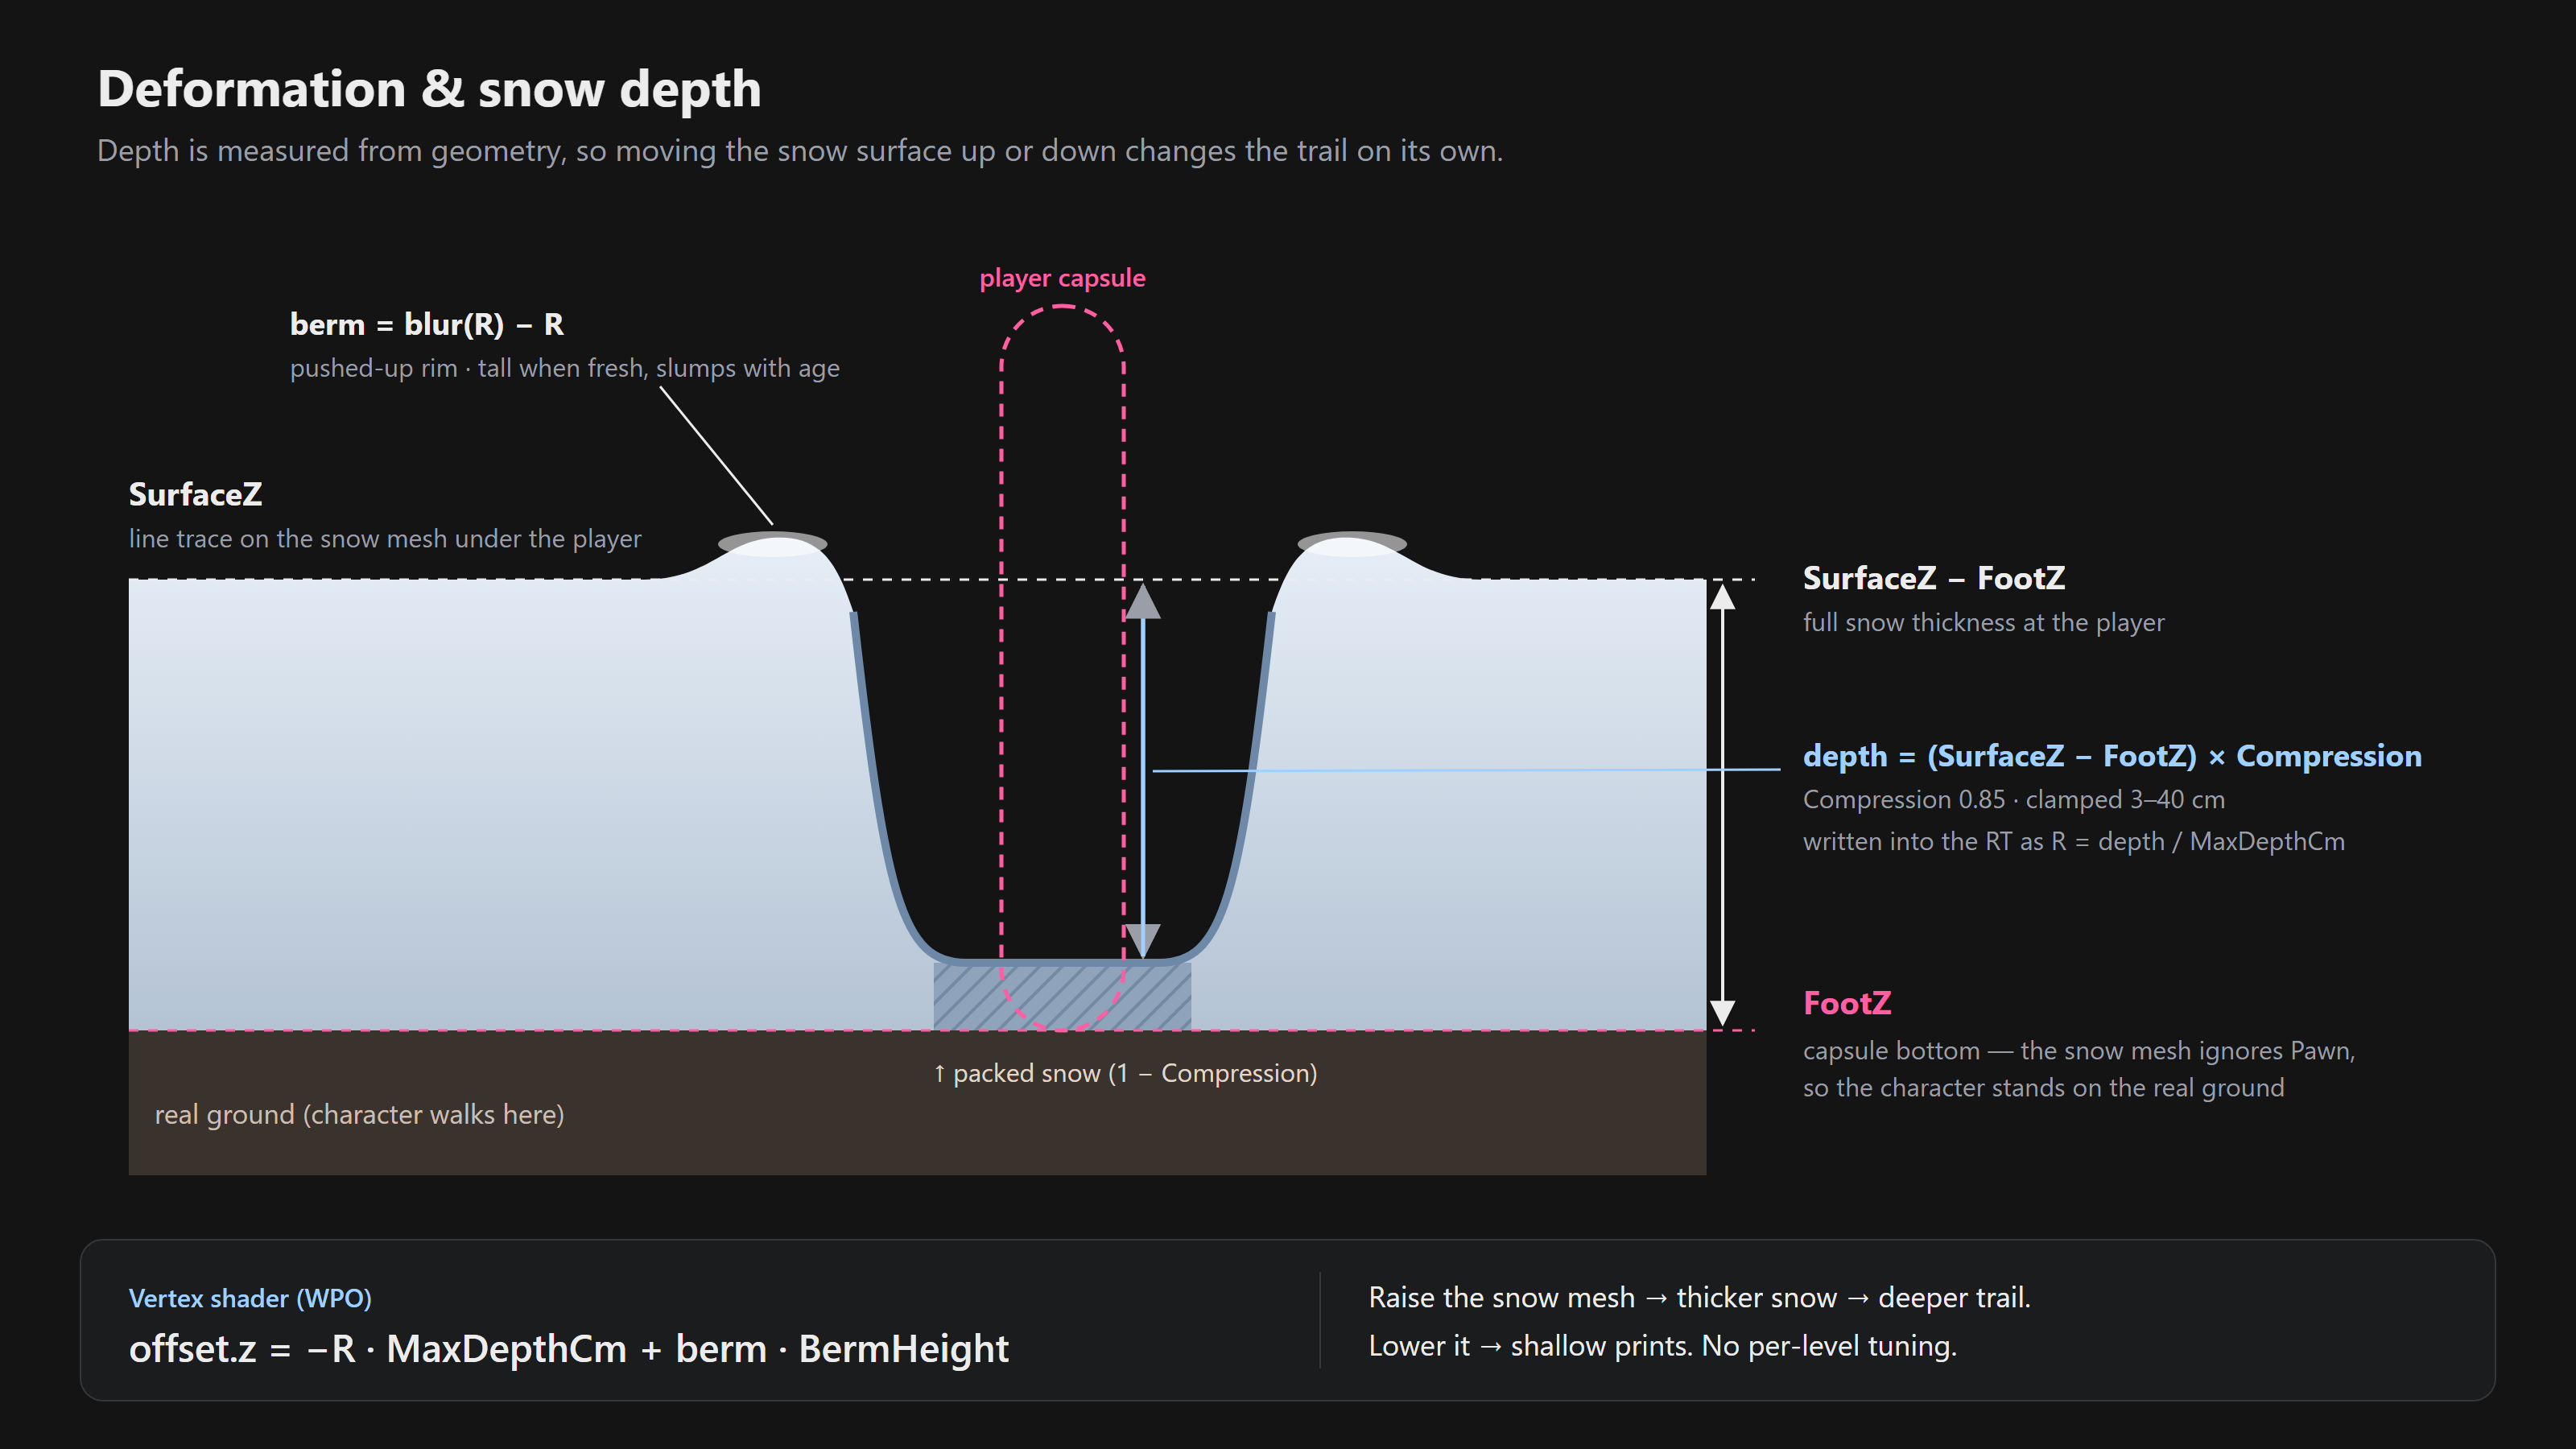 Deformation & snow depth
Depth is measured from geometry, so moving the snow surface up or down changes the trail on its own.
player capsule
berm = blur(R) − R
pushed-up rim · tall when fresh, slumps with age
SurfaceZ
line trace on the snow mesh under the player
SurfaceZ − FootZ
full snow thickness at the player
depth = (SurfaceZ − FootZ) × Compression
Compression 0.85 · clamped 3–40 cm
written into the RT as R = depth / MaxDepthCm
FootZ
capsule bottom — the snow mesh ignores Pawn,
so the character stands on the real ground
↑ packed snow (1 − Compression)
real ground (character walks here)
Vertex shader (WPO)
offset.z = −R · MaxDepthCm + berm · BermHeight
Raise the snow mesh → thicker snow → deeper trail.
Lower it → shallow prints. No per-level tuning.